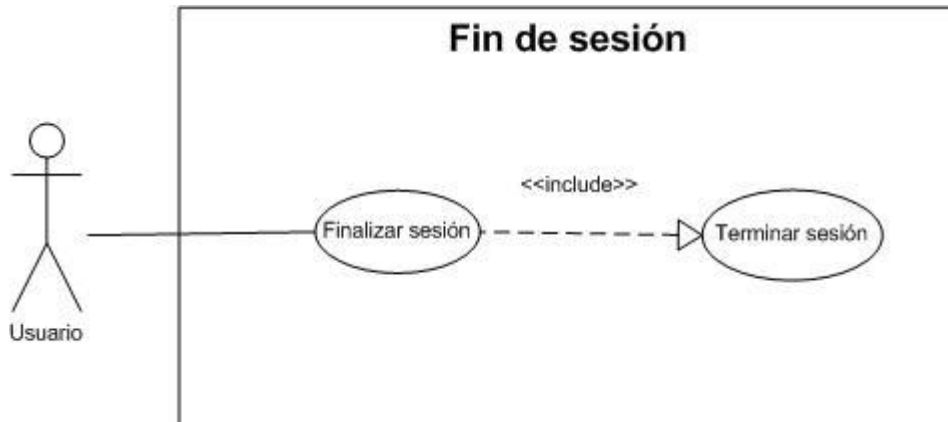 Fin de sesión
<<include>>
Finalizar sesión
Terminar sesión
Usuario